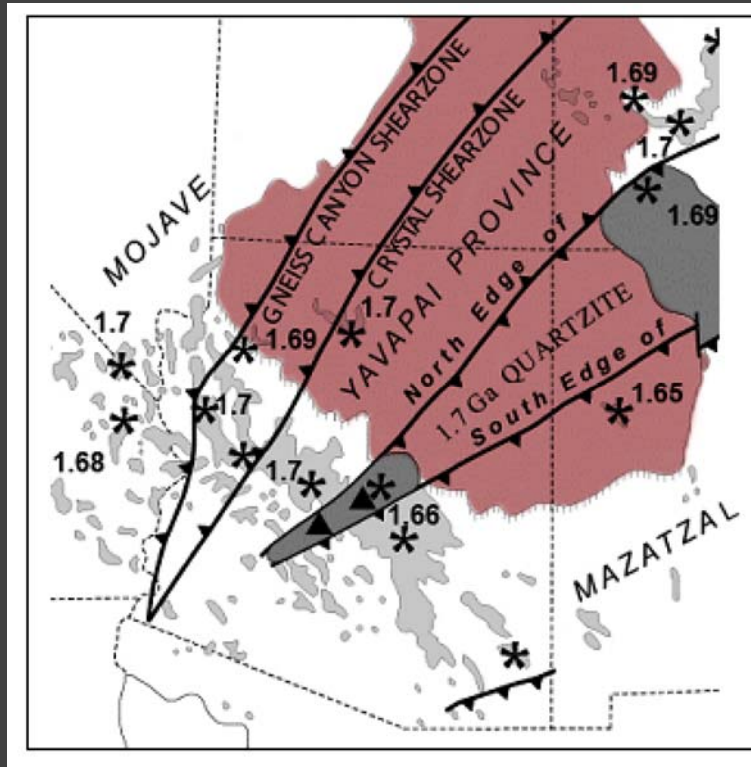 1.69
GNEISS CANYON SHEARZONE
CRYSTAL SHEARZONE
1.7
1.69
MOJAVE
YAVAPAI PROVINCE
North Edge of
1.7 Ga QUARTZITE
South Edge of
1.7
1.7
1.69
1.7
1.65
1.68
1.7
1.66
MAZATZAL